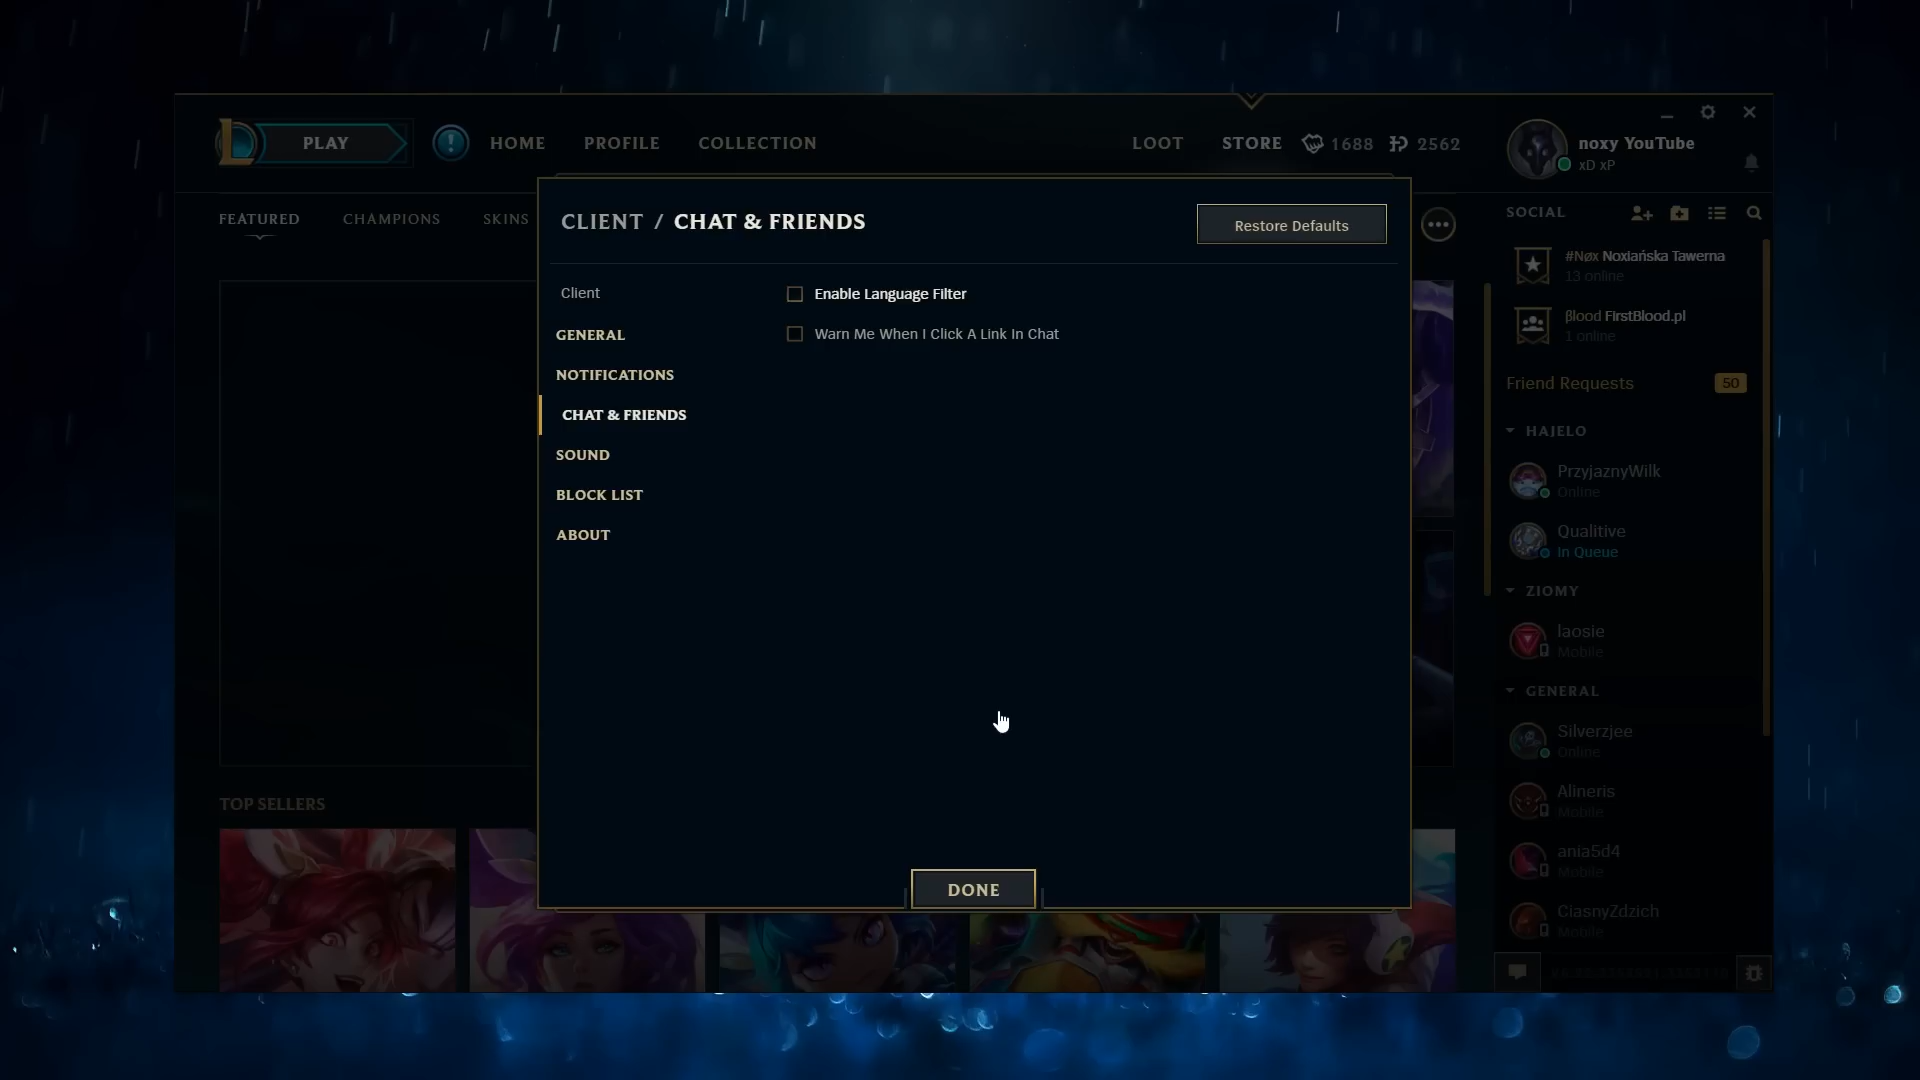 PLAY
HOME
PROFILE
COLLECTION
LOOT
STORE
1688
2562
noxy YouTube
xD xP
FEATURED
CHAMPIONS
SKINS
SOCIAL
CLIENT / CHAT & FRIENDS
Restore Defaults
Client
GENERAL
NOTIFICATIONS
CHAT & FRIENDS
SOUND
BLOCK LIST
ABOUT
Enable Language Filter
Warn Me When I Click A Link In Chat
DONE
TOP SELLERS
#Nøx Noxiańska Tawerna
13 online
βlood FirstBlood.pl
1 online
Friend Requests
50
HAJELO
PrzyjaznyWilk
Online
Qualitive
In Queue
ZIOMY
laosie
Mobile
GENERAL
Silverzjee
Online
Alineris
Mobile
ania5d4
Mobile
CiasnyZdzich
Mobile